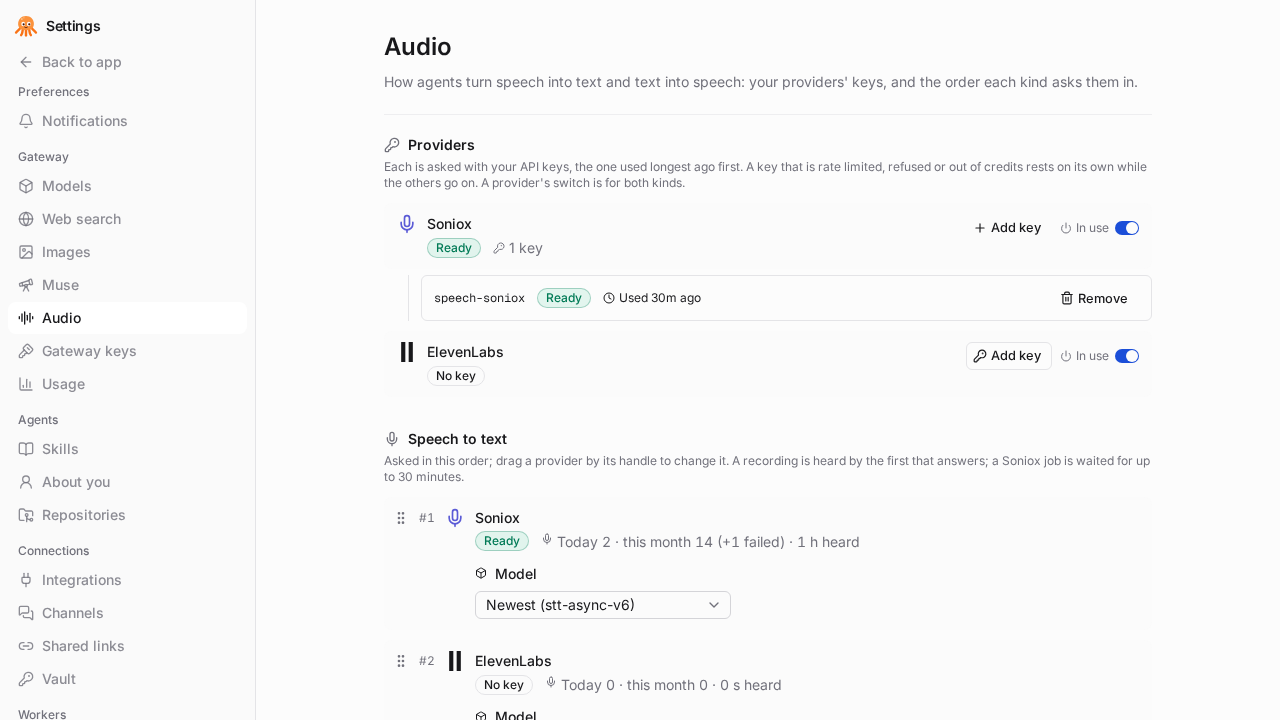 Settings
Back to app
Preferences
Notifications
Gateway
Models
Web search
Images
Muse
Audio
Gateway keys
Usage
Agents
Skills
About you
Repositories
Connections
Integrations
Channels
Shared links
Vault
Workers
Audio
How agents turn speech into text and text into speech: your providers' keys, and the order each kind asks them in.
Providers
Each is asked with your API keys, the one used longest ago first. A key that is rate limited, refused or out of credits rests on its own while
the others go on. A provider's switch is for both kinds.
Soniox
Add key
In use
Ready
1 key
speech-soniox
Ready
Used 30m ago
Remove
ElevenLabs
Add key
In use
No key
Speech to text
Asked in this order; drag a provider by its handle to change it. A recording is heard by the first that answers; a Soniox job is waited for up
to 30 minutes.
#1
Soniox
Ready
Today 2 · this month 14 (+1 failed) · 1 h heard
Model
Newest (stt-async-v6)
#2
ElevenLabs
No key
Today 0 · this month 0 · 0 s heard
Model